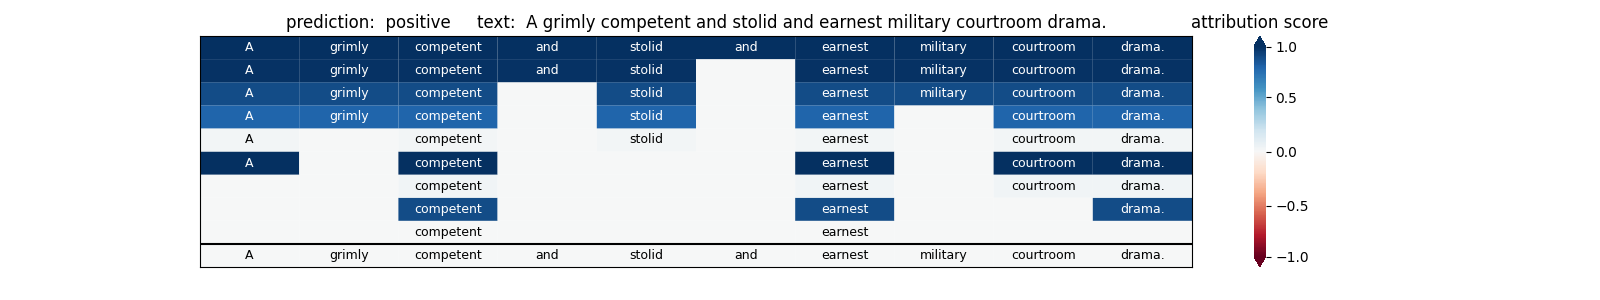 prediction: positive text: A grimly competent and stolid and earnest military courtroom drama. attribution score
A grimly competent and stolid and earnest military courtroom drama. 1.0
A grimly competent and stolid earnest military courtroom drama.
A grimly competent stolid earnest military courtroom drama. 0.5
A grimly competent stolid earnest courtroom drama.
A competent stolid courtroom drama. 0.0
A competent earnest courtroom drama.
competent earnest courtroom drama.
competent earnest drama. −0.5
competent earnest
A grimly competent and stolid and earnest military courtroom drama. −1.0